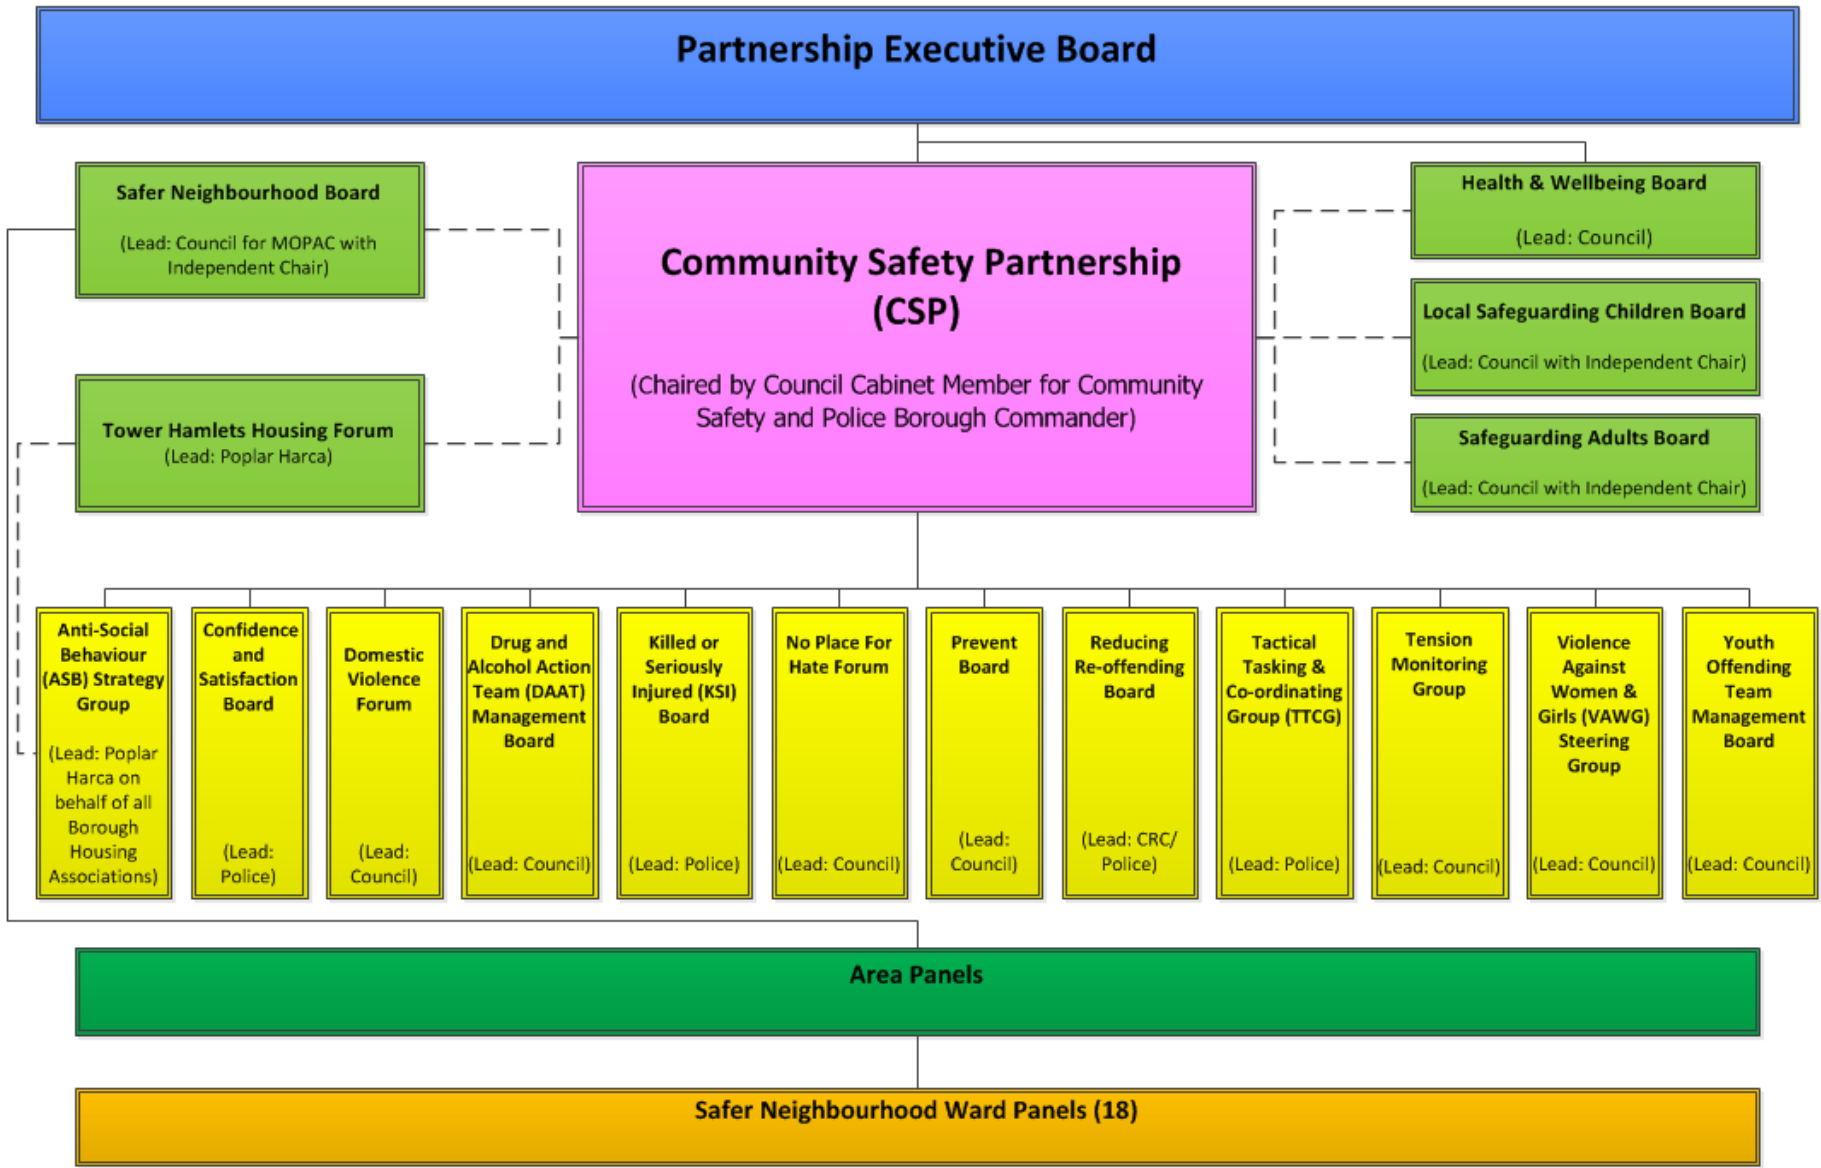 Partnership Executive Board
Safer Neighbourhood Board
(Lead: Council for MOPAC with
Independent Chair)
Tower Hamlets Housing Forum
(Lead: Poplar Harca)
Community Safety Partnership
(CSP)
(Chaired by Council Cabinet Member for Community
Safety and Police Borough Commander)
Health & Wellbeing Board
(Lead: Council)
Local Safeguarding Children Board
(Lead: Council with Independent Chair)
Safeguarding Adults Board
(Lead: Council with Independent Chair)
Anti-Social
Behaviour
(ASB) Strategy
Group
(Lead: Poplar
Harca on
behalf of all
Borough
Housing
Associations)
Confidence
and
Satisfaction
Board
(Lead:
Police)
Domestic
Violence
Forum
(Lead:
Council)
Drug and
Alcohol Action
Team (DAAT)
Management
Board
(Lead: Council)
Killed or
Seriously
Injured (KSI)
Board
(Lead: Police)
No Place For
Hate Forum
(Lead: Council)
Prevent
Board
(Lead:
Council)
Reducing
Re-offending
Board
(Lead: CRC/
Police)
Tactical
Tasking &
Co-ordinating
Group (TTCG)
(Lead: Police)
Tension
Monitoring
Group
(Lead: Council)
Violence
Against
Women &
Girls (VAWG)
Steering
Group
(Lead: Council)
Youth
Offending
Team
Management
Board
(Lead: Council)
Area Panels
Safer Neighbourhood Ward Panels (18)